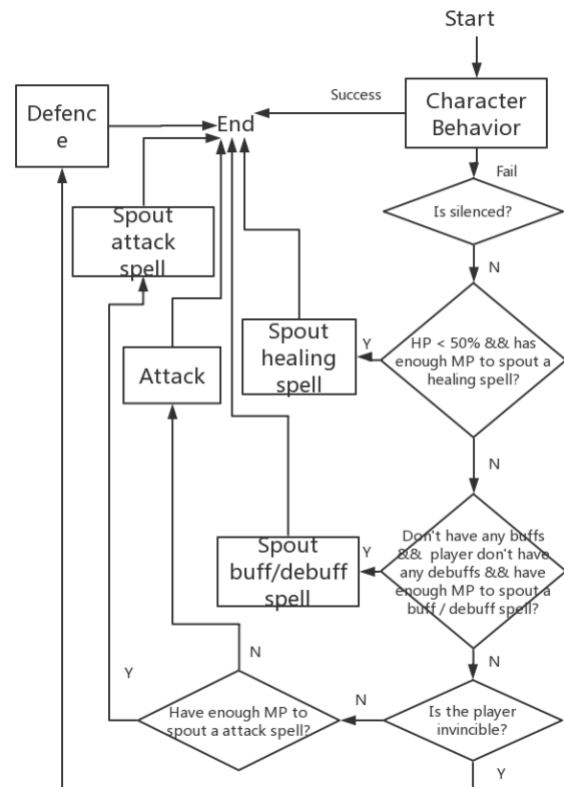 Start
Success
Character
Behavior
Defenc
e
End
Fail
Is silenced?
Spout
attack
spell
N
Spout
healing
spell
Y
HP < 50% && has
enough MP to spout a
healing spell?
Attack
N
Don't have any buffs
&& player don't have
any debuffs && have
enough MP to spout a
buff / debuff spell?
Y
Spout
buff/debuff
spell
N
N
Y
Have enough MP to
spout a attack spell?
N
Is the player
invincible?
Y